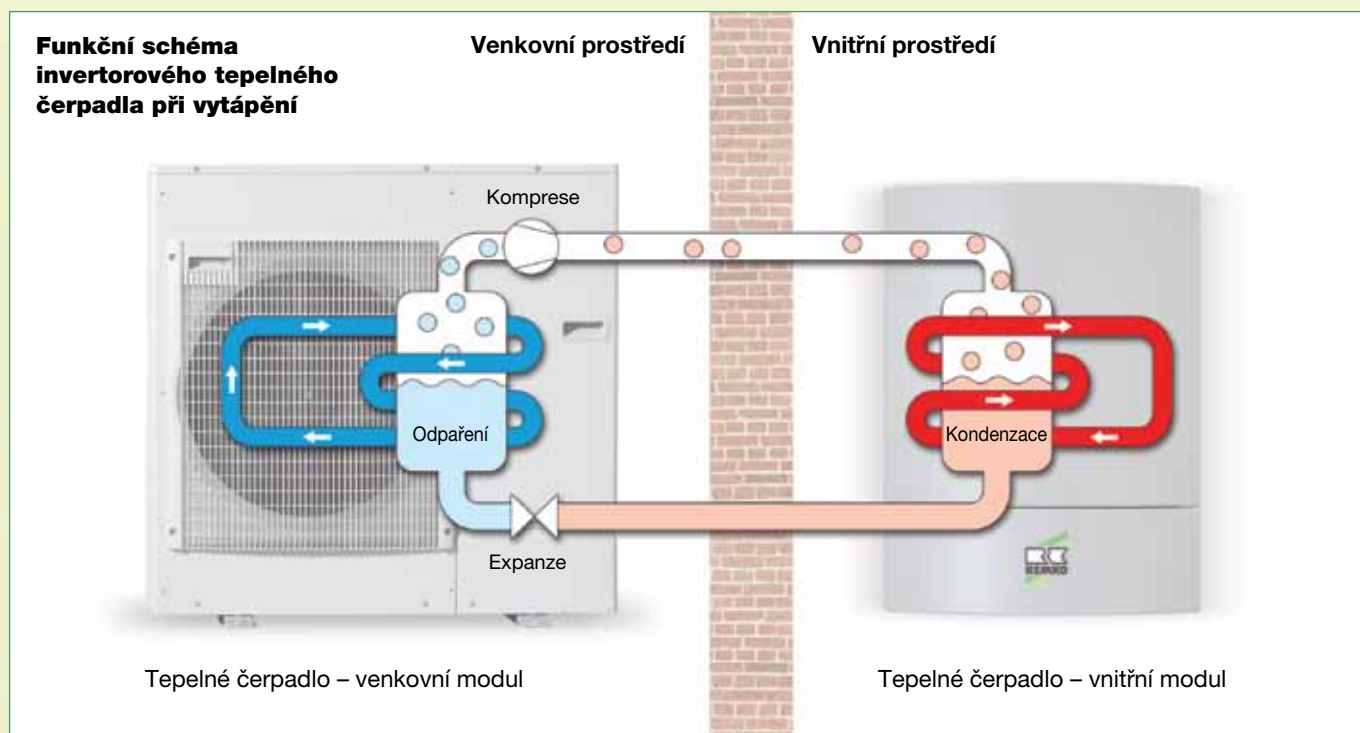 Funkční schéma
invertorového tepelného
čerpadla při vytápění
Venkovní prostředí
Vnitřní prostředí
Komprese
Odpaření
Kondenzace
Expanze
REMKO
Tepelné čerpadlo – venkovní modul
Tepelné čerpadlo – vnitřní modul